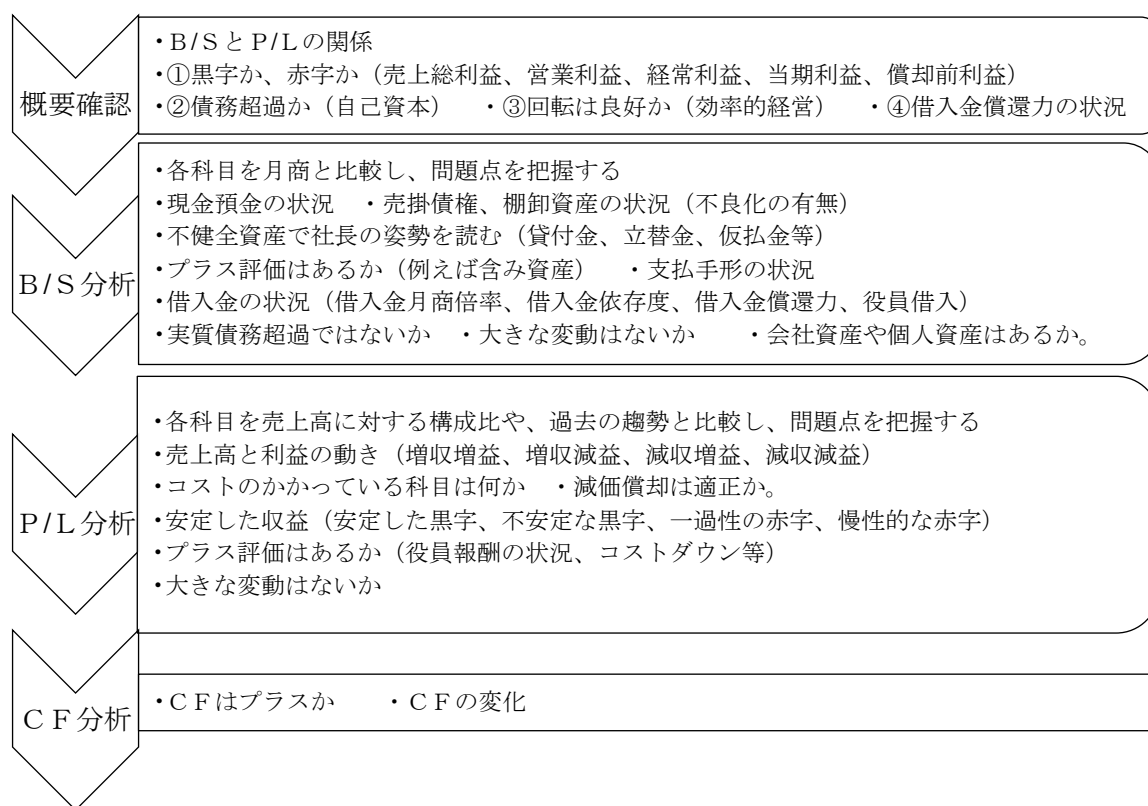 概要確認
・B/SとP/Lの関係
・①黒字か、赤字か（売上総利益、営業利益、経常利益、当期利益、償却前利益）
・②債務超過か（自己資本）　・③回転は良好か（効率的経営）　・④借入金償還力の状況
B/S分析
・各科目を月商と比較し、問題点を把握する
・現金預金の状況　・売掛債権、棚卸資産の状況（不良化の有無）
・不健全資産で社長の姿勢を読む（貸付金、立替金、仮払金等）
・プラス評価はあるか（例えば含み資産）　・支払手形の状況
・借入金の状況（借入金月商倍率、借入金依存度、借入金償還力、役員借入）
・実質債務超過ではないか　・大きな変動はないか　　・会社資産や個人資産はあるか。
P/L分析
・各科目を売上高に対する構成比や、過去の趨勢と比較し、問題点を把握する
・売上高と利益の動き（増収増益、増収減益、減収増益、減収減益）
・コストのかかっている科目は何か　・減価償却は適正か。
・安定した収益（安定した黒字、不安定な黒字、一過性の赤字、慢性的な赤字）
・プラス評価はあるか（役員報酬の状況、コストダウン等）
・大きな変動はないか
ＣＦ分析
・ＣＦはプラスか　　・ＣＦの変化